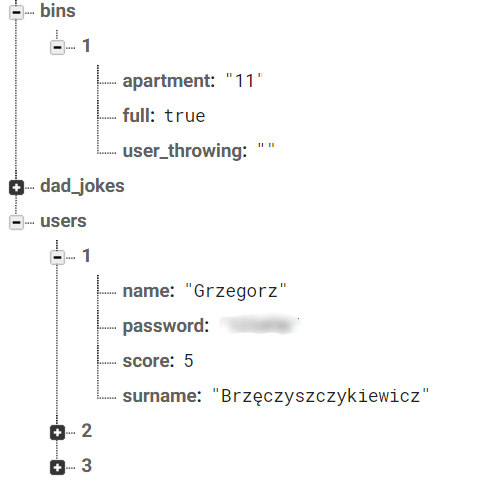 bins
1
apartment: "11"
full: true
user_throwing: ""
dad_jokes
users
1
name: "Grzegorz"
password:
score: 5
surname: "Brzęczyszczykiewicz"
2
3